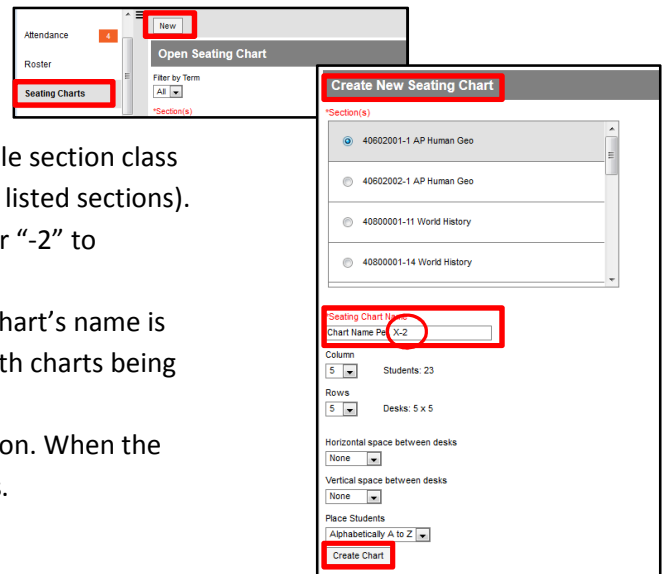 New
Attendance 4
Open Seating Chart
Roster
Filter by Term
All
Seating Charts
*Section(s)
le section class
listed sections).
r “-2” to
hart’s name is
th charts being
on. When the
s.
Create New Seating Chart
*Section(s)
40602001-1 AP Human Geo
40602002-1 AP Human Geo
40800001-11 World History
40800001-14 World History
*Seating Chart Name
Chart Name Per X-2
Column
5 Students: 23
Rows
5 Desks: 5 x 5
Horizontal space between desks
None
Vertical space between desks
None
Place Students
Alphabetically A to Z
Create Chart